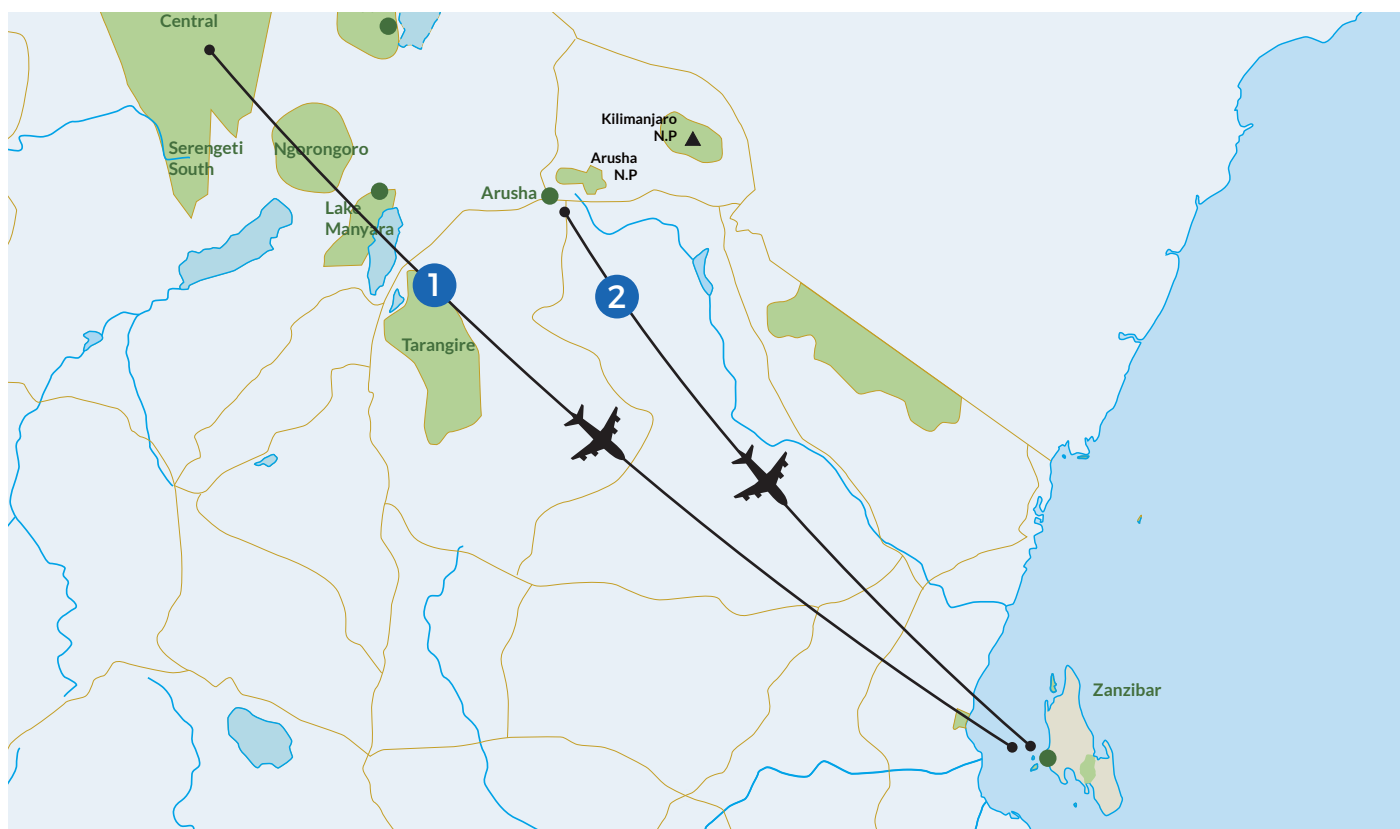 Central
Kilimanjaro
N.P
Serengeti
South
Ngorongoro
Arusha
N.P
Arusha
Lake
Manyara
1
2
Tarangire
Zanzibar